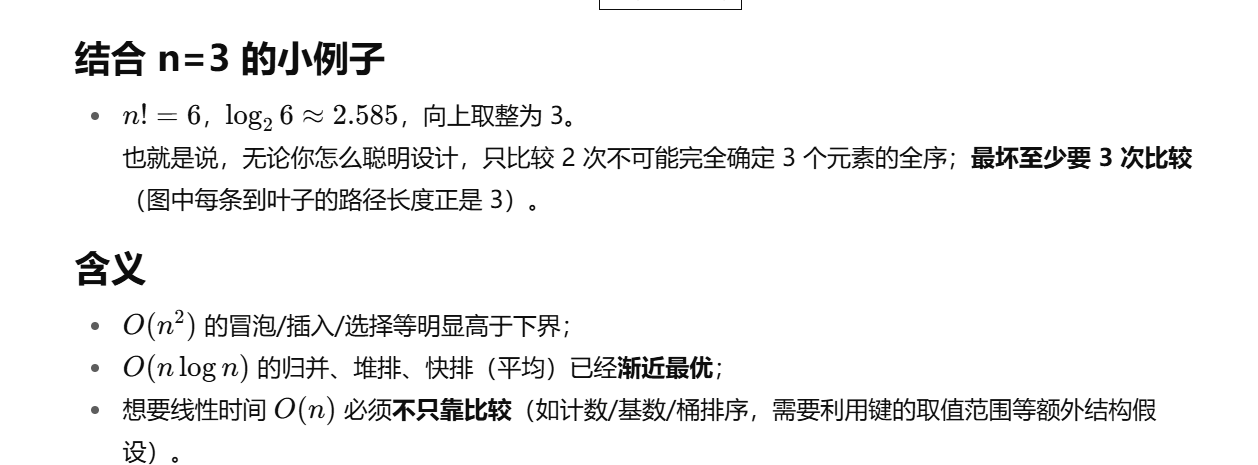 结合 n=3 的小例子
• n! = 6，log₂ 6 ≈ 2.585，向上取整为 3。
也就是说，无论你怎么聪明设计，只比较 2 次不可能完全确定 3 个元素的全序；最坏至少要 3 次比较
（图中每条到叶子的路径长度正是 3）。
含义
• O(n²) 的冒泡/插入/选择等明显高于下界；
• O(n log n) 的归并、堆排、快排（平均）已经渐近最优；
• 想要线性时间 O(n) 必须不只靠比较（如计数/基数/桶排序，需要利用键的取值范围等额外结构假
设）。